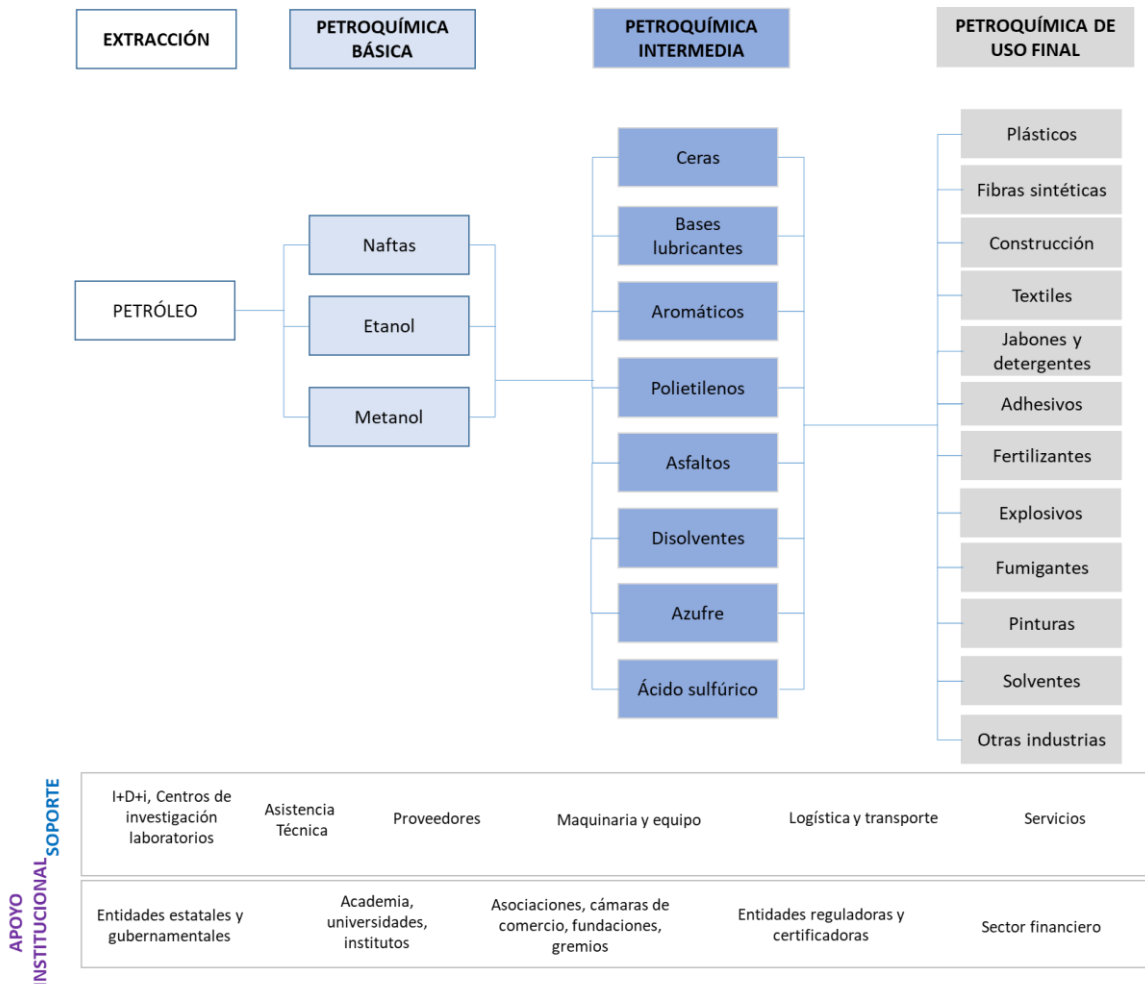 EXTRACCIÓN
PETROQUÍMICA
BÁSICA
PETROQUÍMICA
INTERMEDIA
PETROQUÍMICA DE
USO FINAL
PETRÓLEO
Naftas
Etanol
Metanol
Ceras
Bases
lubricantes
Aromáticos
Polietilenos
Asfaltos
Disolventes
Azufre
Ácido sulfúrico
Plásticos
Fibras sintéticas
Construcción
Textiles
Jabones y
detergentes
Adhesivos
Fertilizantes
Explosivos
Fumigantes
Pinturas
Solventes
Otras industrias
SOPORTE
I+D+i, Centros de
investigación
laboratorios
Asistencia
Técnica
Proveedores
Maquinaria y equipo
Logística y transporte
Servicios
APOYO
INSTITUCIONAL
Entidades estatales y
gubernamentales
Academia,
universidades,
institutos
Asociaciones, cámaras de
comercio, fundaciones,
gremios
Entidades reguladoras y
certificadoras
Sector financiero